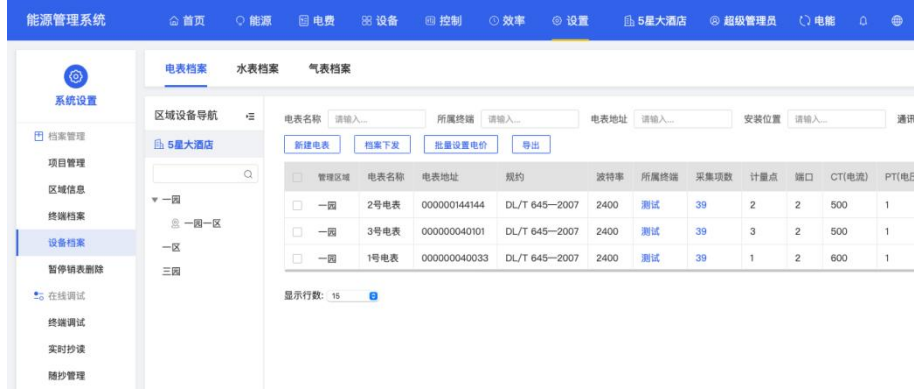 能源管理系统 首页 能源 电费 设备 控制 效率 设置 5星大酒店 超级管理员 电能
系统设置
档案管理
项目管理
区域信息
终端档案
设备档案
暂停销表删除
在线调试
终端调试
实时抄读
随抄管理
电表档案 水表档案 气表档案
区域设备导航
5星大酒店
一园
一园一区
一区
三园
电表名称 请输入... 所属终端 请输入... 电表地址 请输入... 安装位置 请输入... 通讯
新建电表 档案下发 批量设置电价 导出
管理区域 电表名称 电表地址 规约 波特率 所属终端 采集项数 计量点 端口 CT(电流) PT(电压
一园 2号电表 000000144144 DL/T 645—2007 2400 测试 39 2 2 500 1
一园 3号电表 000000040101 DL/T 645—2007 2400 测试 39 3 2 500 1
一园 1号电表 000000040033 DL/T 645—2007 2400 测试 39 1 2 600 1
显示行数: 15